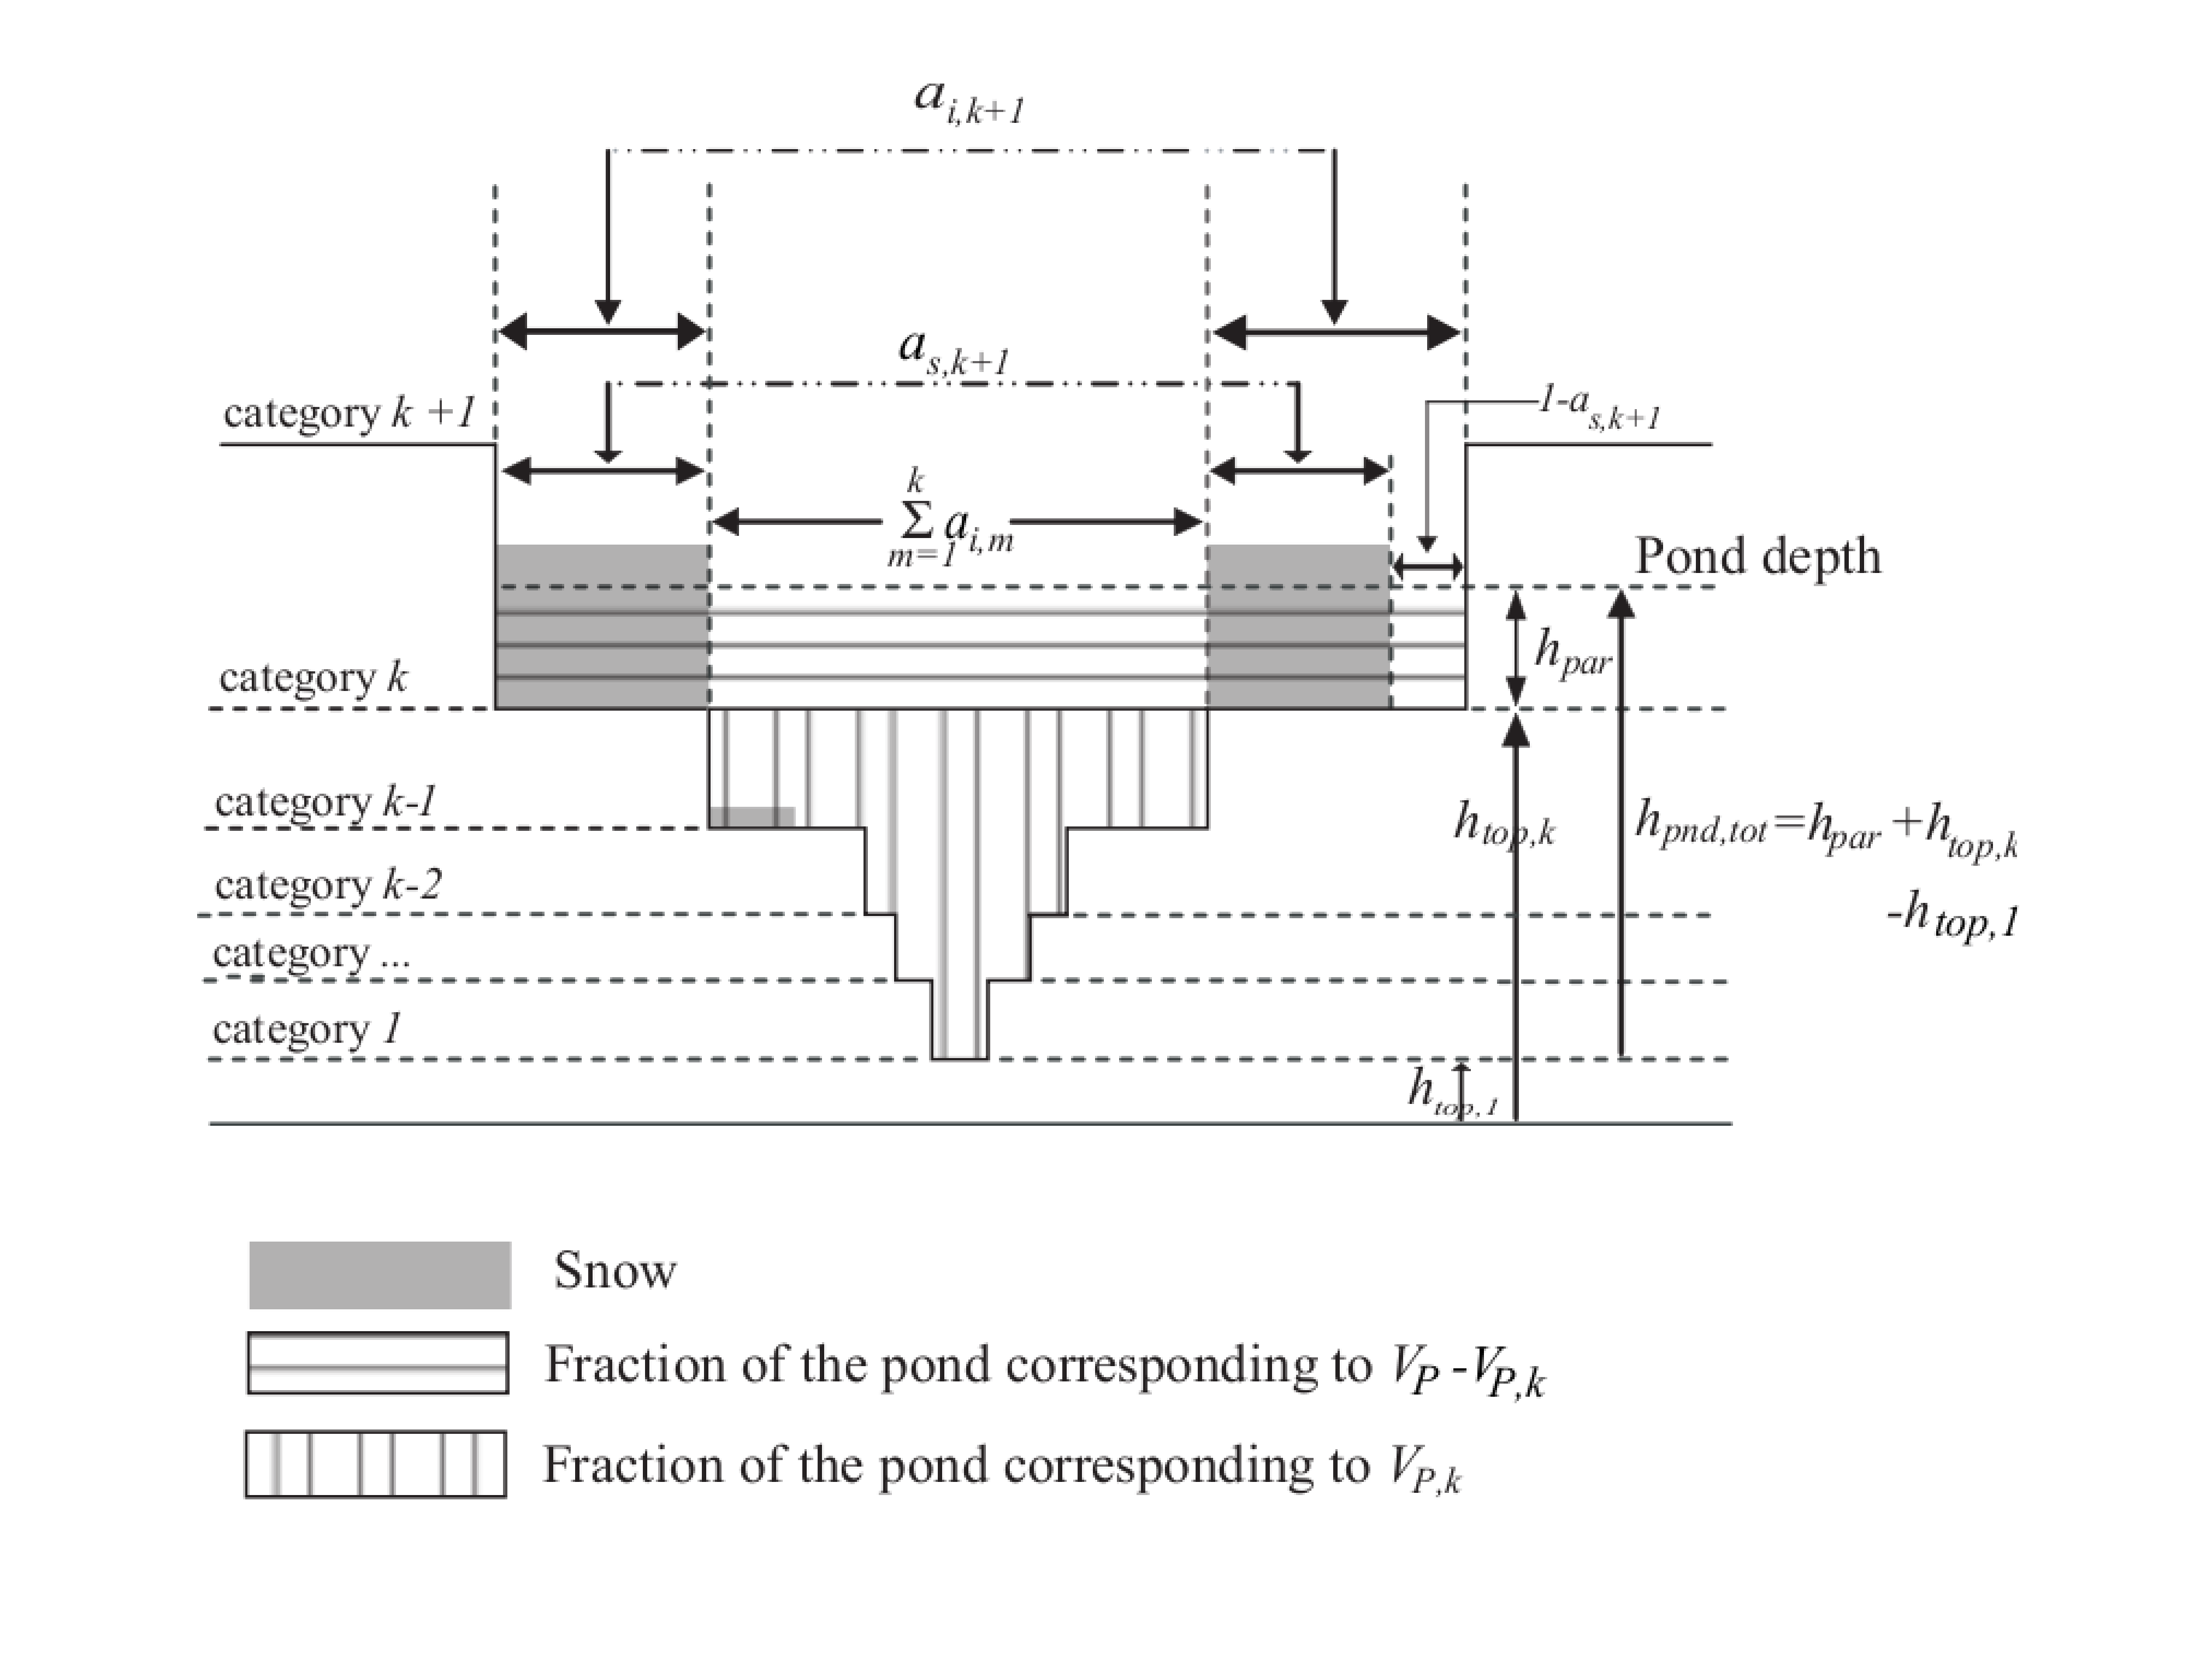 a_{i,k+1}
a_{s,k+1}
category k +1
1-a_{s,k+1}
k
Σ a_{i,m}
m=1
Pond depth
h_{par}
category k
category k-1
h_{top,k}
h_{pnd,tot}=h_{par} +h_{top,k}
category k-2
-h_{top,1}
category ...
category 1
h_{top,1}
Snow
Fraction of the pond corresponding to V_P -V_{P,k}
Fraction of the pond corresponding to V_{P,k}